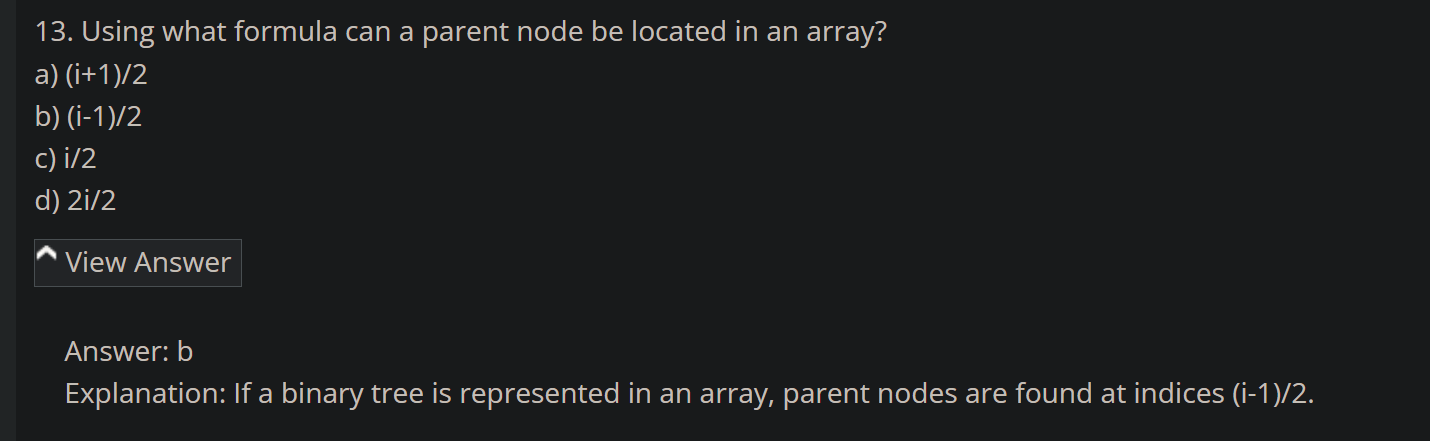 13. Using what formula can a parent node be located in an array?
a) (i+1)/2
b) (i-1)/2
c) i/2
d) 2i/2
View Answer
Answer: b
Explanation: If a binary tree is represented in an array, parent nodes are found at indices (i-1)/2.